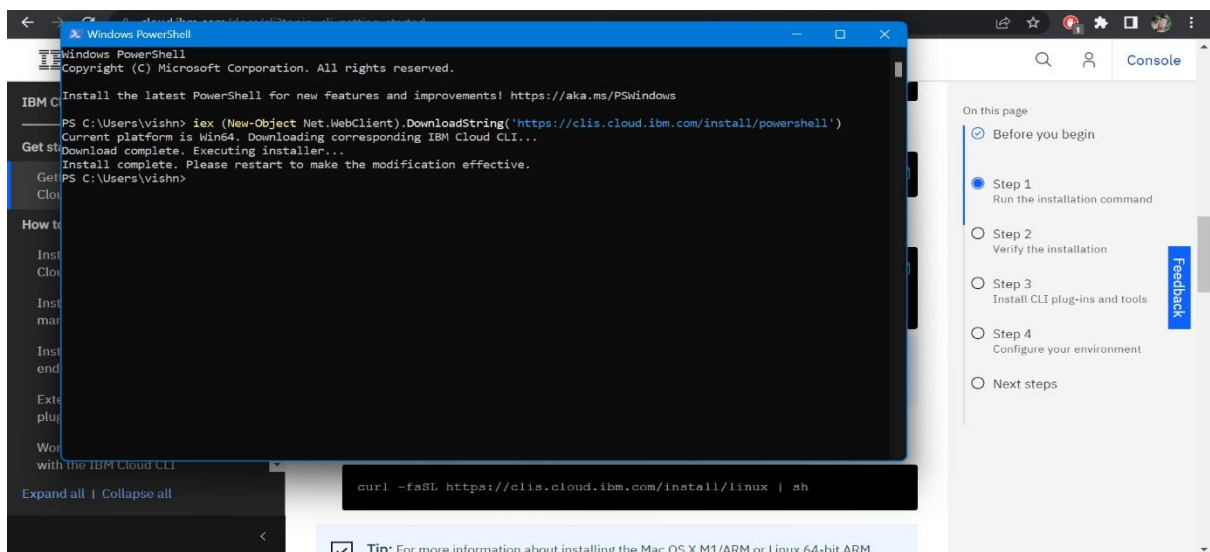 Windows PowerShell
Windows PowerShell
Copyright (C) Microsoft Corporation. All rights reserved.
Install the latest PowerShell for new features and improvements! https://aka.ms/PSWindows
PS C:\Users\vishn> iex (New-Object Net.WebClient).DownloadString('https://clis.cloud.ibm.com/install/powershell')
Current platform is Win64. Downloading corresponding IBM Cloud CLI...
Download complete. Executing installer...
Install complete. Please restart to make the modification effective.
PS C:\Users\vishn>
Console
IBM
Get
Get
How
with the IBM Cloud CLI
Expand all | Collapse all
curl -fsSL https://clis.cloud.ibm.com/install/linux | sh
Tip: For more information about installing the Mac OS X M1/ARM or Linux 64-bit ARM
On this page
Before you begin
Step 1
Run the installation command
Step 2
Verify the installation
Step 3
Install CLI plug-ins and tools
Step 4
Configure your environment
Next steps
Feedback